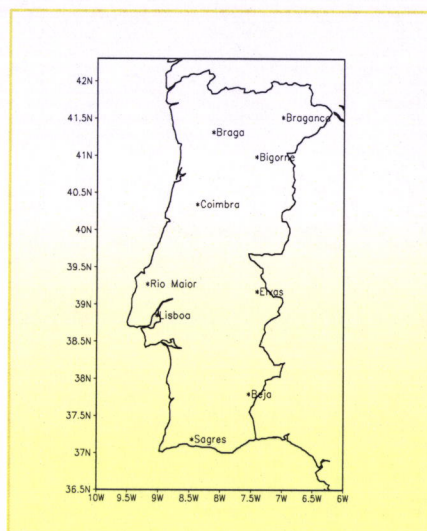 42N
41.5N
Bragança
Braga
41N
Bigorne
40.5N
Coimbra
40N
39.5N
Rio Maior
Elvas
39N
Lisboa
38.5N
38N
Beja
37.5N
Sagres
37N
36.5N
10W 9.5W 9W 8.5W 8W 7.5W 7W 6.5W 6W